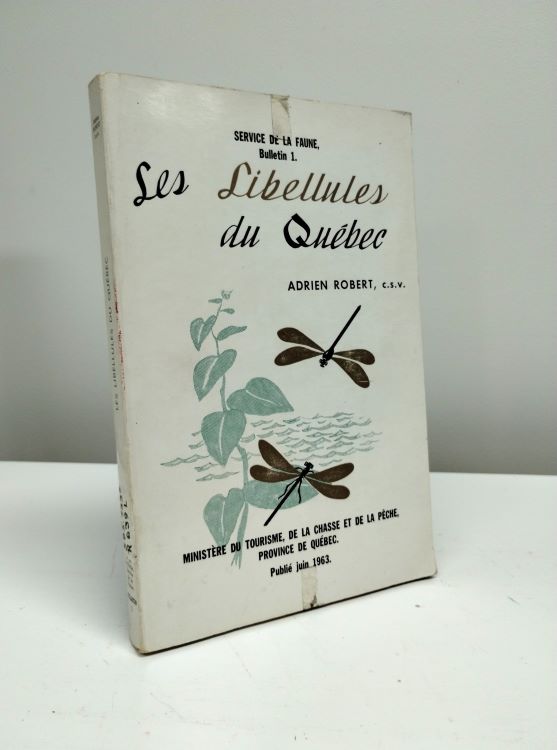 SERVICE DE LA FAUNE,
Bulletin 1.
Les Libellules
du Québec
ADRIEN ROBERT, c.s.v.
MINISTÈRE DU TOURISME, DE LA CHASSE ET DE LA PÊCHE,
PROVINCE DE QUÉBEC.
Publié juin 1963.
LES LIBELLULES DU QUÉBEC